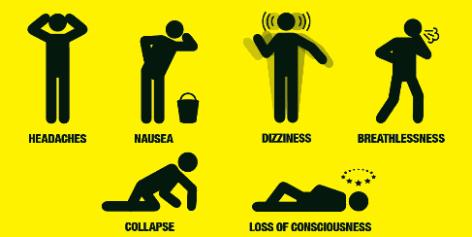 HEADACHES
NAUSEA
DIZZINESS
BREATHLESSNESS
COLLAPSE
LOSS OF CONSCIOUSNESS